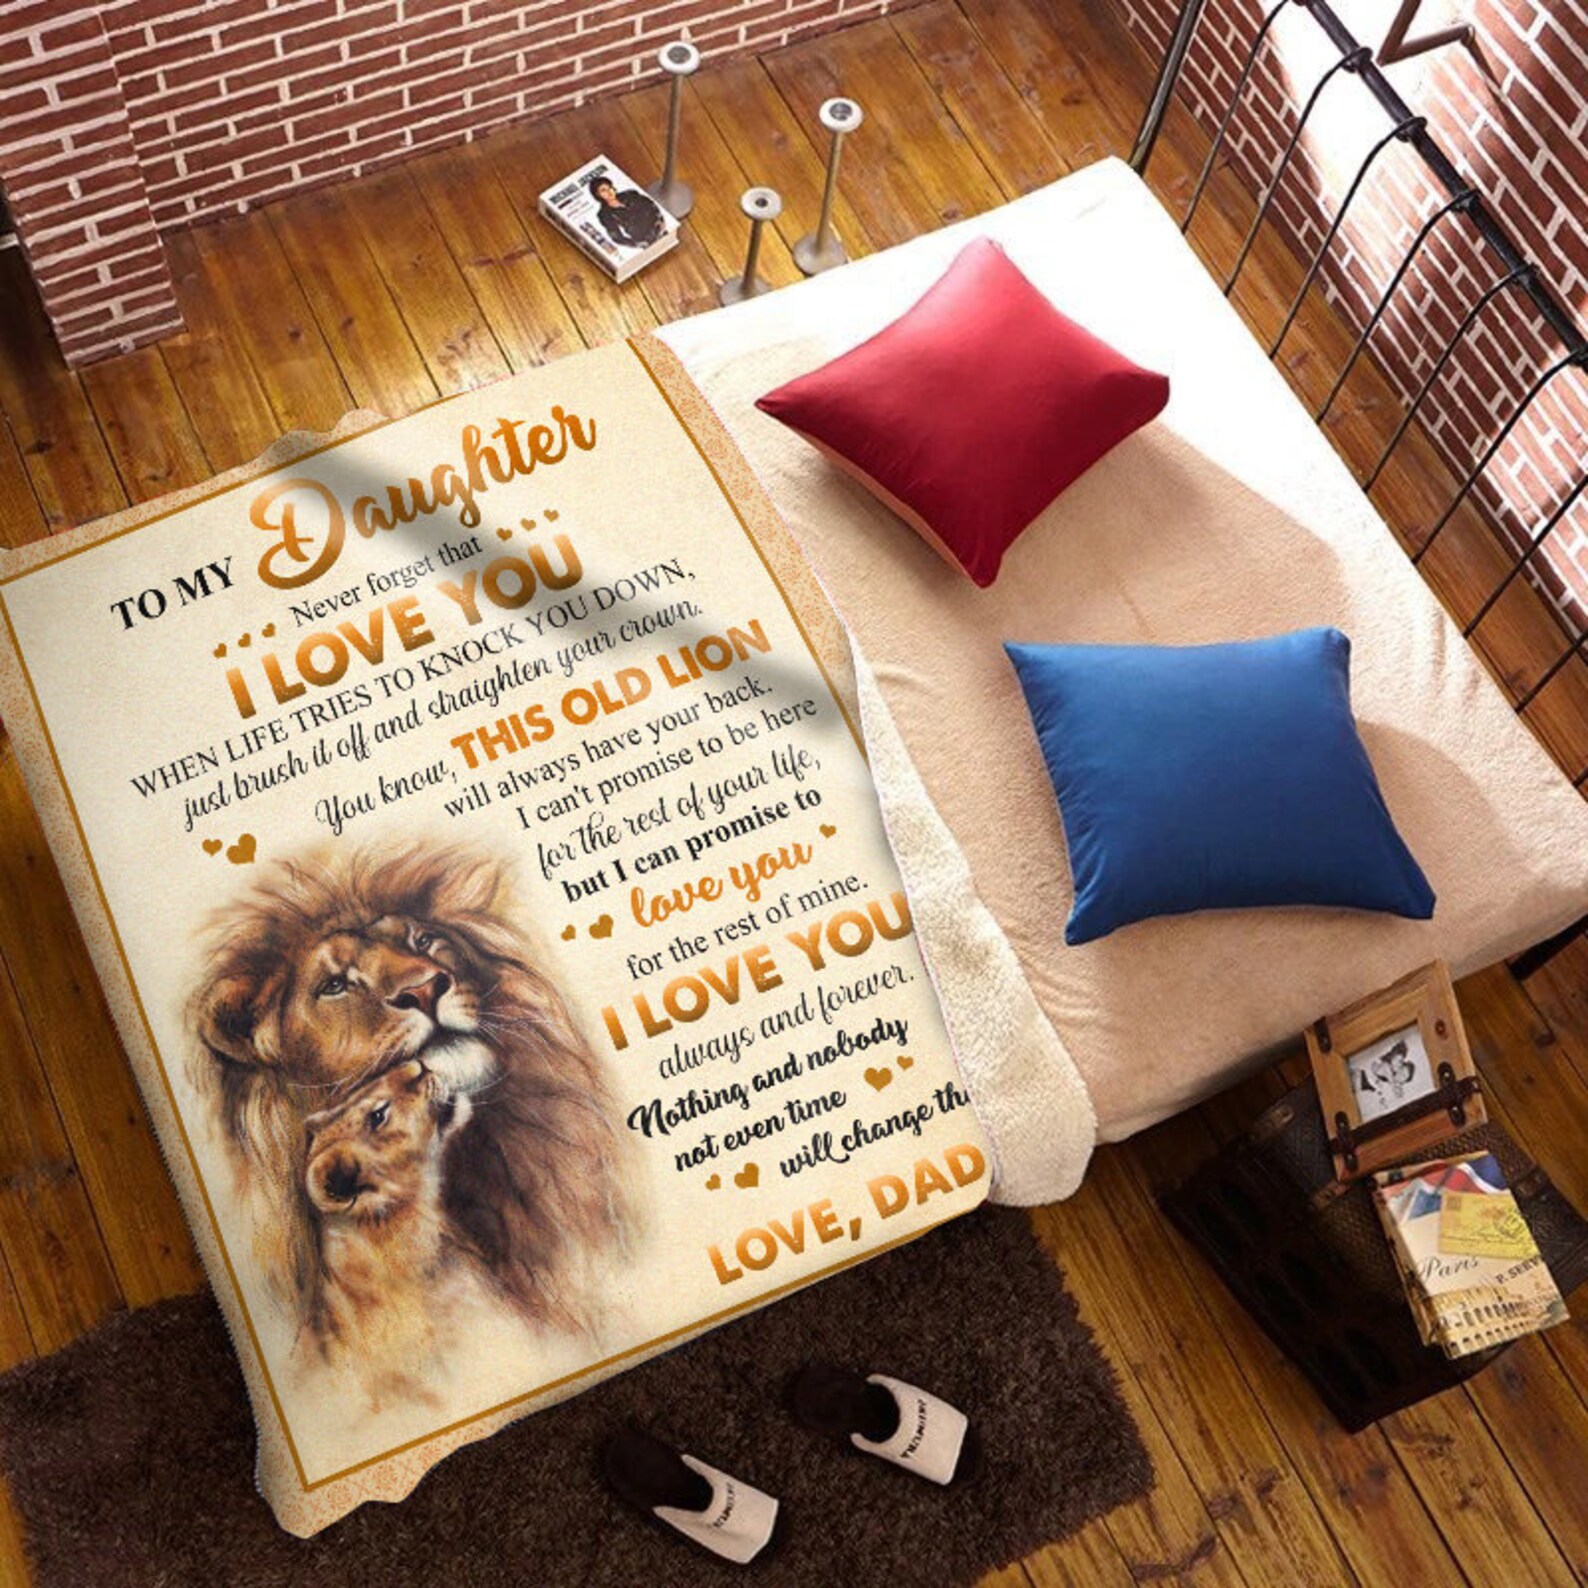 TO MY Daughter
Never forget that
I LOVE YOU
WHEN LIFE TRIES TO KNOCK YOU DOWN,
just brush it off and straighten your crown.
You know, THIS OLD LION
will always have your back.
I can't promise to be here
for the rest of your life,
but I can promise to
love you
for the rest of mine.
I LOVE YOU
always and forever.
Nothing and nobody
not even time
will change
LOVE, DAD
MICHAEL JACKSON
Paris